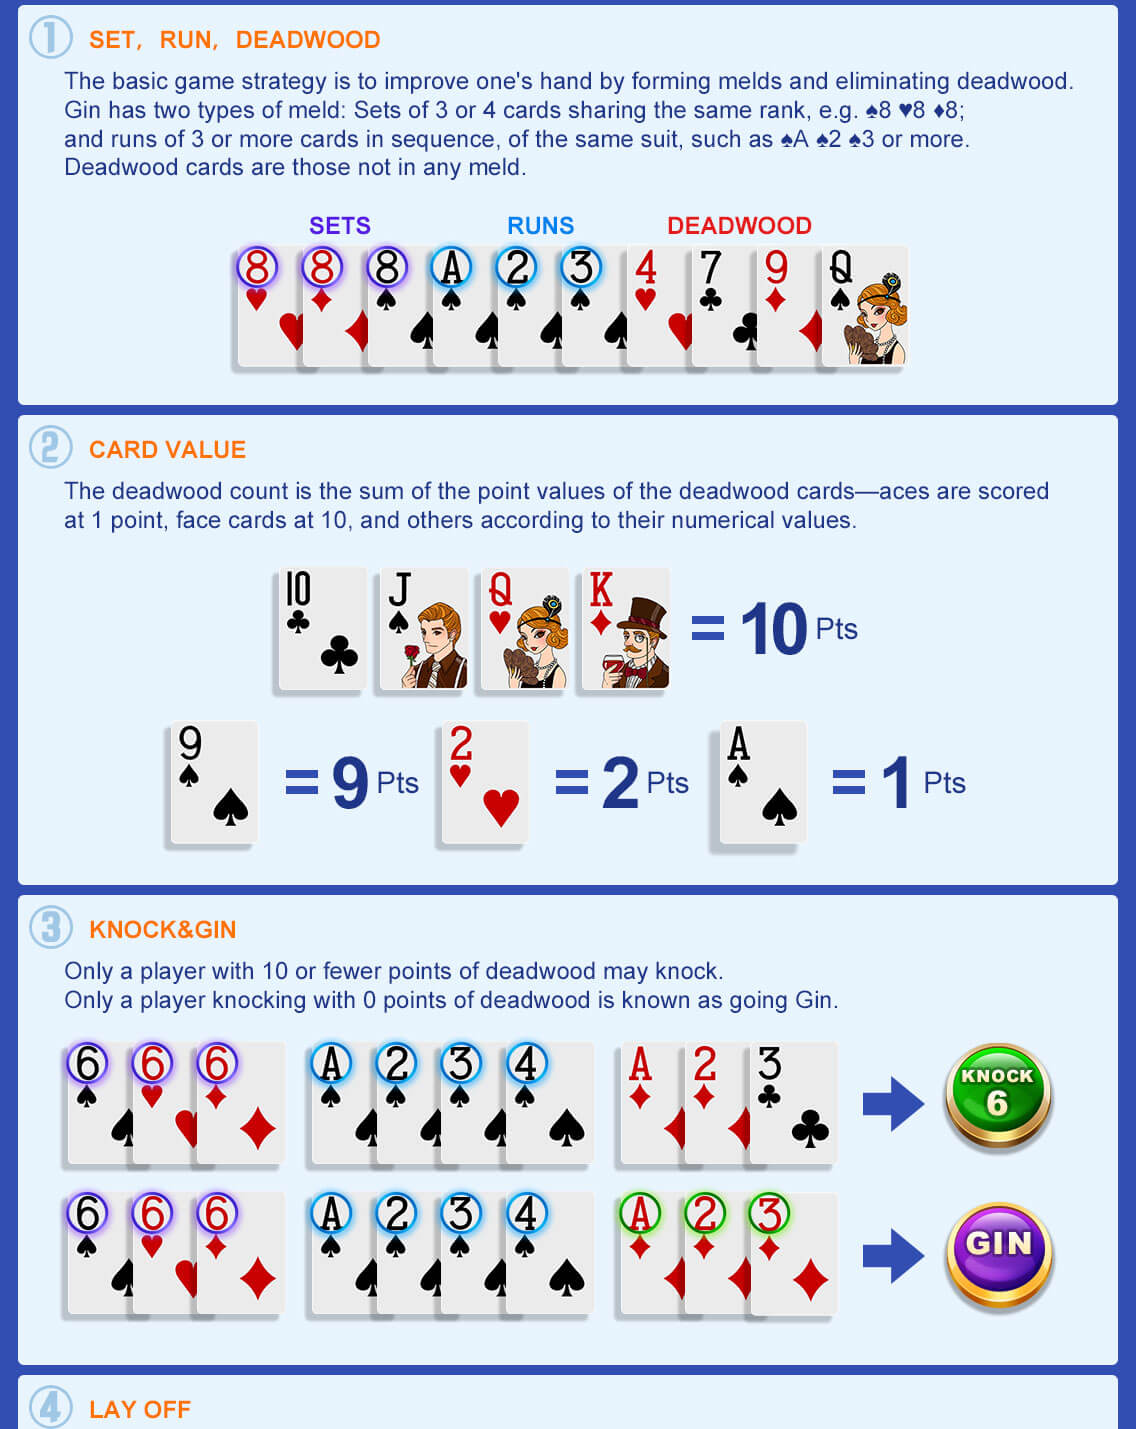 1 SET, RUN, DEADWOOD
The basic game strategy is to improve one's hand by forming melds and eliminating deadwood.
Gin has two types of meld: Sets of 3 or 4 cards sharing the same rank, e.g. ♠8 ♥8 ♦8;
and runs of 3 or more cards in sequence, of the same suit, such as ♠A ♠2 ♠3 or more.
Deadwood cards are those not in any meld.
SETS RUNS DEADWOOD
8 8 8 A 2 3 4 7 9 Q
2 CARD VALUE
The deadwood count is the sum of the point values of the deadwood cards—aces are scored
at 1 point, face cards at 10, and others according to their numerical values.
10 J Q K = 10 Pts
9 = 9 Pts 2 = 2 Pts A = 1 Pts
3 KNOCK&GIN
Only a player with 10 or fewer points of deadwood may knock.
Only a player knocking with 0 points of deadwood is known as going Gin.
6 6 6 A 2 3 4 A 2 3 KNOCK
6
6 6 6 A 2 3 4 A 2 3 GIN
4 LAY OFF